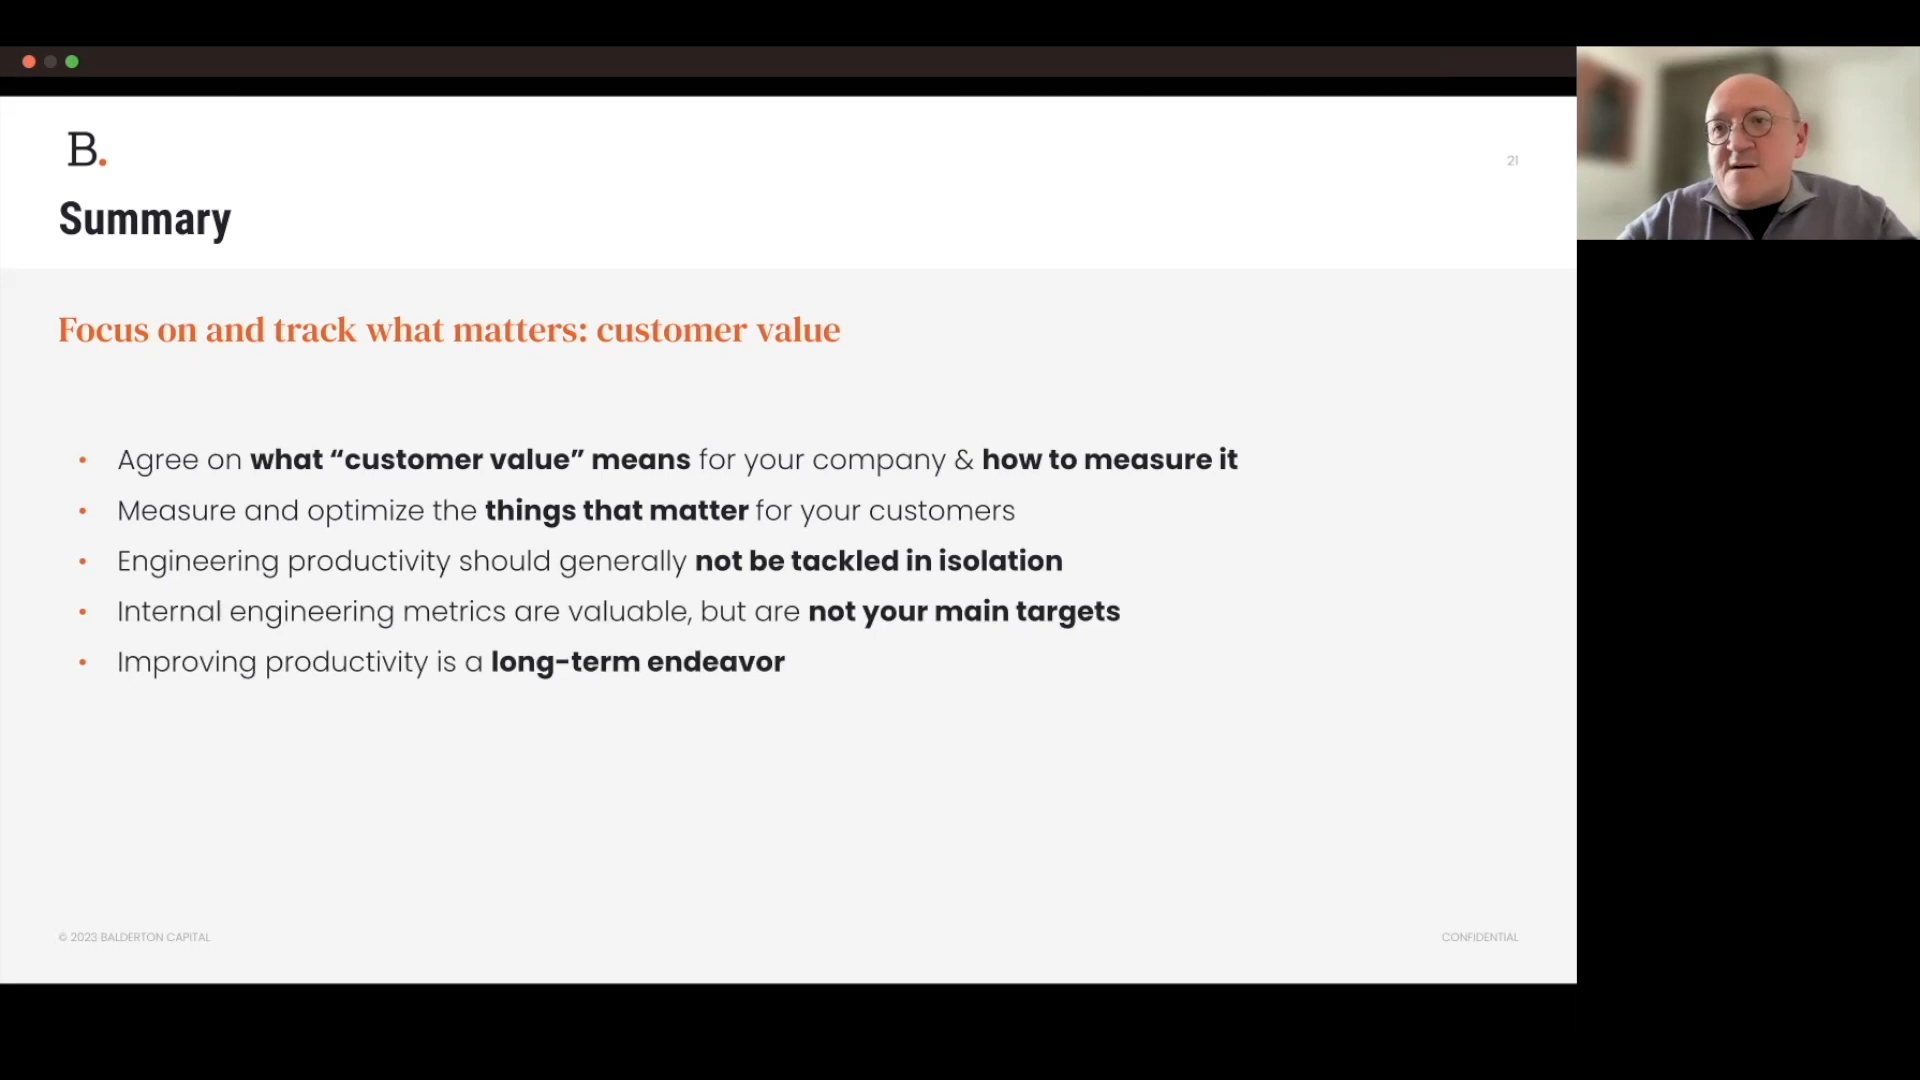 B.
21
Summary
Focus on and track what matters: customer value
• Agree on what “customer value” means for your company & how to measure it
• Measure and optimize the things that matter for your customers
• Engineering productivity should generally not be tackled in isolation
• Internal engineering metrics are valuable, but are not your main targets
• Improving productivity is a long-term endeavor
© 2023 BALDERTON CAPITAL
CONFIDENTIAL